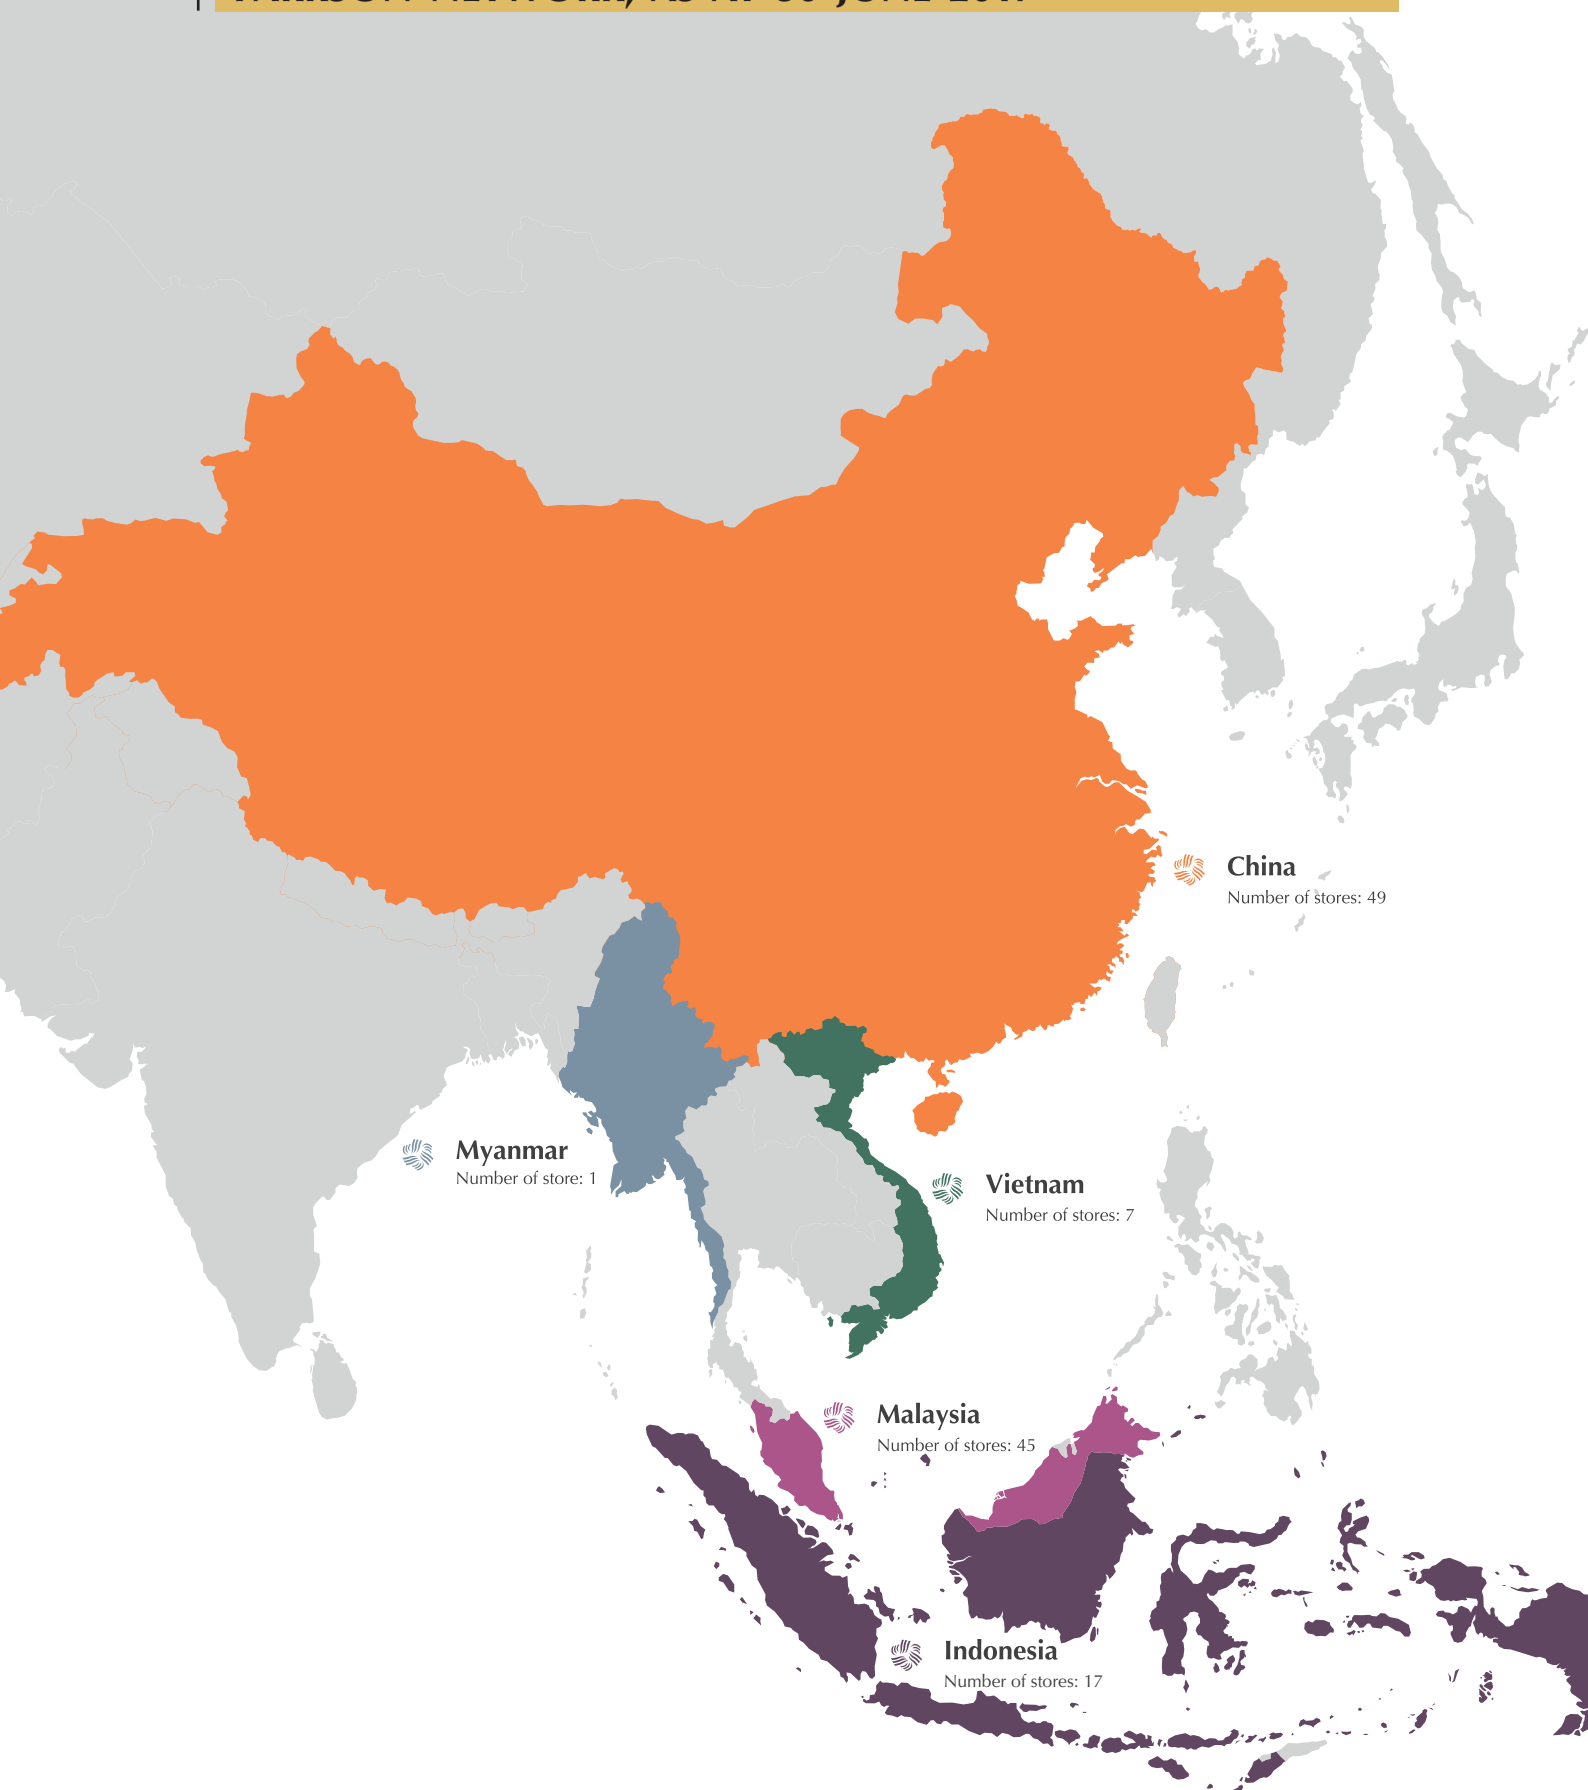 China
Number of stores: 49
Myanmar
Number of store: 1
Vietnam
Number of stores: 7
Malaysia
Number of stores: 45
Indonesia
Number of stores: 17